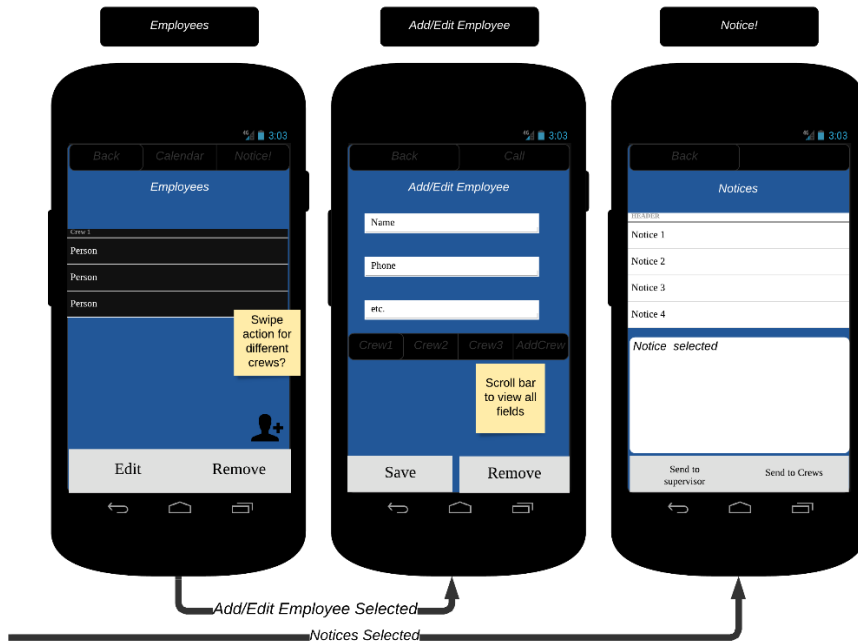 Employees
Add/Edit Employee
Notice!
4G 3:03
Back Calendar Notice!
Employees
Crew 1
Person
Person
Person
Swipe
action for
different
crews?
Edit Remove
4G 3:03
Back Call
Add/Edit Employee
Name
Phone
etc.
Crew1 Crew2 Crew3 AddCrew
Scroll bar
to view all
fields
Save Remove
4G 3:03
Back
Notices
HEADER
Notice 1
Notice 2
Notice 3
Notice 4
Notice selected
Send to
supervisor
Send to Crews
Add/Edit Employee Selected
Notices Selected